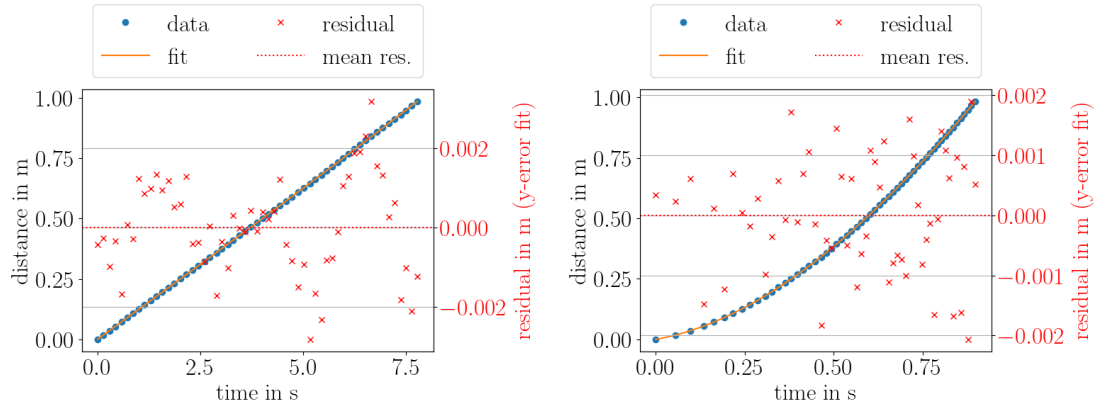 data
residual
fit
mean res.
1.00
0.75
0.50
0.25
0.00
distance in m
0.002
0.000
−0.002
residual in m (y-error fit)
0.0
2.5
5.0
7.5
time in s
data
residual
fit
mean res.
1.00
0.75
0.50
0.25
0.00
distance in m
0.002
0.001
0.000
−0.001
−0.002
residual in m (y-error fit)
0.00
0.25
0.50
0.75
time in s